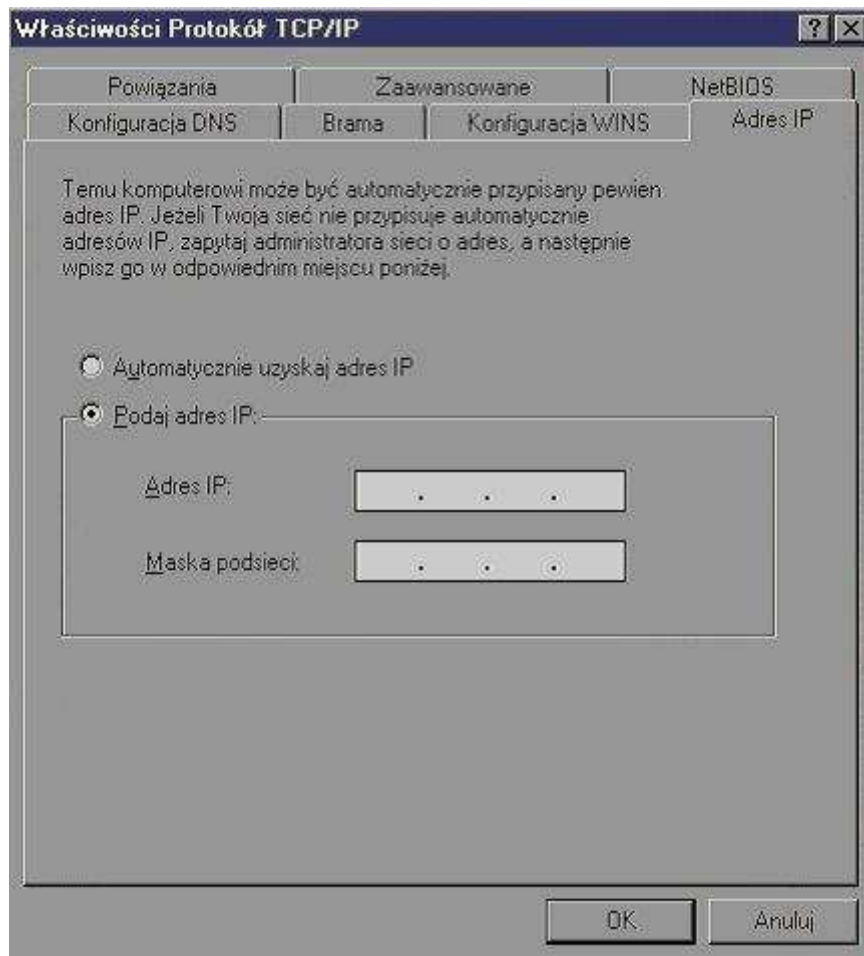 Właściwości Protokół TCP/IP
Powiązania Zaawansowane NetBIOS
Konfiguracja DNS Brama Konfiguracja WINS Adres IP
Temu komputerowi może być automatycznie przypisany pewien
adres IP. Jeżeli Twoja sieć nie przypisuje automatycznie
adresów IP, zapytaj administratora sieci o adres, a następnie
wpisz go w odpowiednim miejscu poniżej.
Automatycznie uzyskaj adres IP
Podaj adres IP:
Adres IP:
Maska podsieci:
OK Anuluj